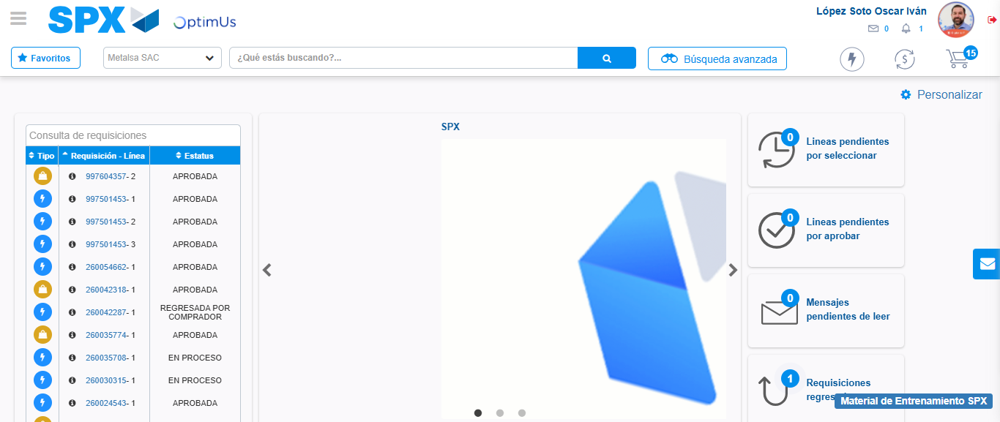 SPX OptimUs
López Soto Oscar Iván
0 1
Favoritos
Metalsa SAC
¿Qué estás buscando?...
Búsqueda avanzada
15
Personalizar
Consulta de requisiciones
Tipo Requisición - Línea Estatus
997604357- 2 APROBADA
997501453- 1 APROBADA
997501453- 2 APROBADA
997501453- 3 APROBADA
260054662- 1 APROBADA
260042318- 1 APROBADA
260042287- 1 REGRESADA POR
COMPRADOR
260035774- 1 APROBADA
260035708- 1 EN PROCESO
260030315- 1 EN PROCESO
260024543- 1 APROBADA
SPX
0
Lineas pendientes
por seleccionar
0
Lineas pendientes
por aprobar
0
Mensajes
pendientes de leer
1
Requisiciones
Material de Entrenamiento SPX